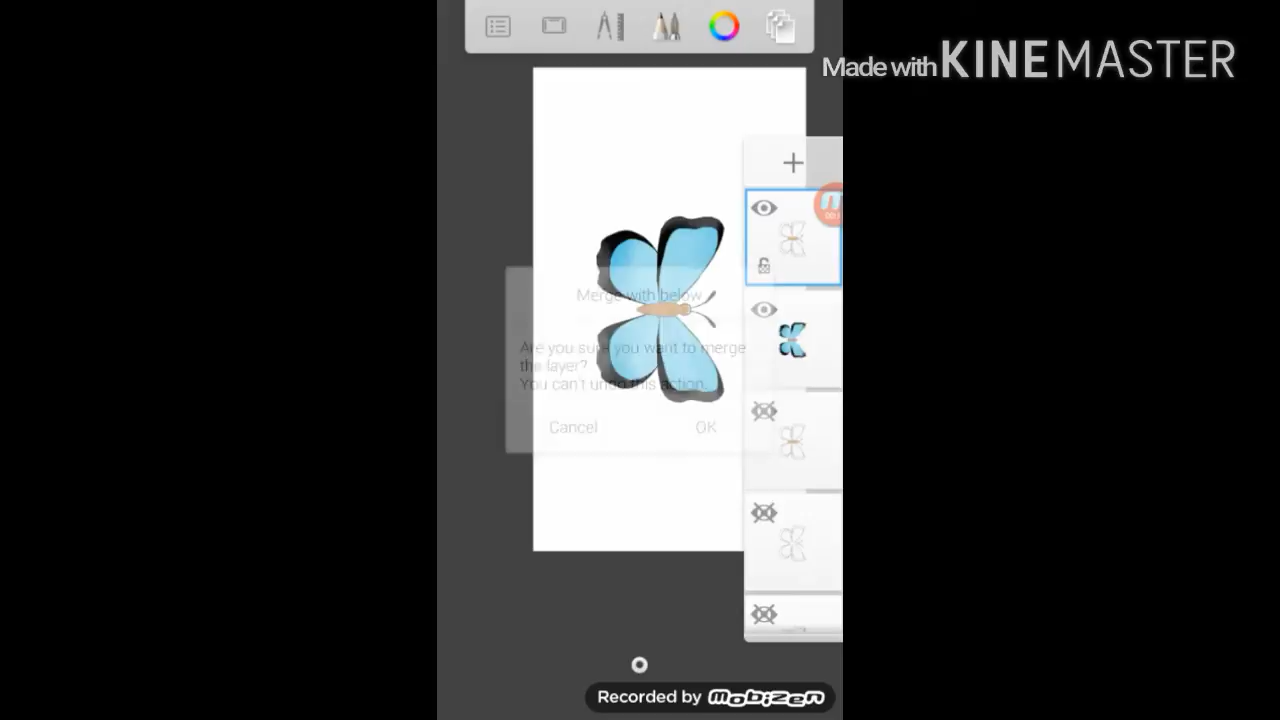 Made with KINEMASTER
Merge with below
Are you sure you want to merge
the layer?
You can't undo this action.
Cancel
OK
Recorded by mobizen